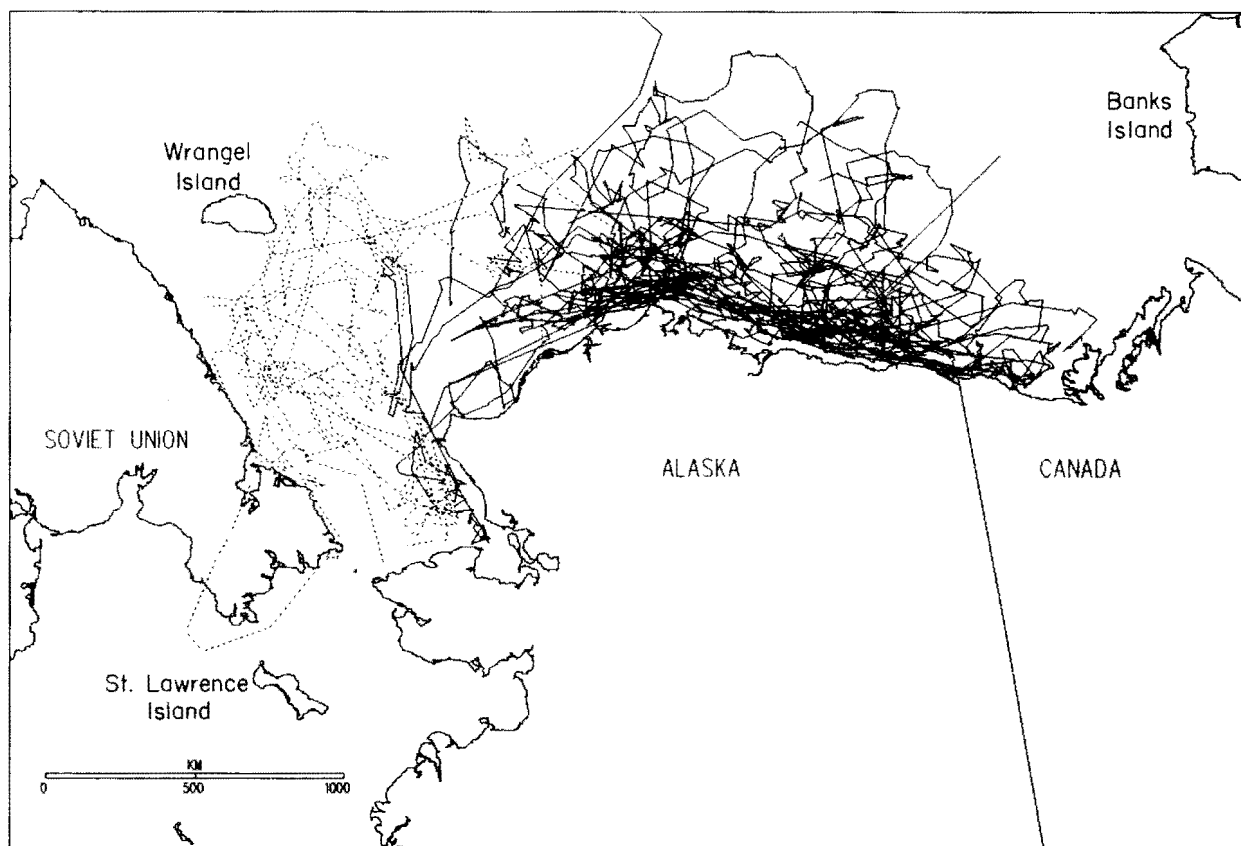 Wrangel
Island
Banks
Island
SOVIET UNION
ALASKA
CANADA
St. Lawrence
Island
KM
0 500 1000